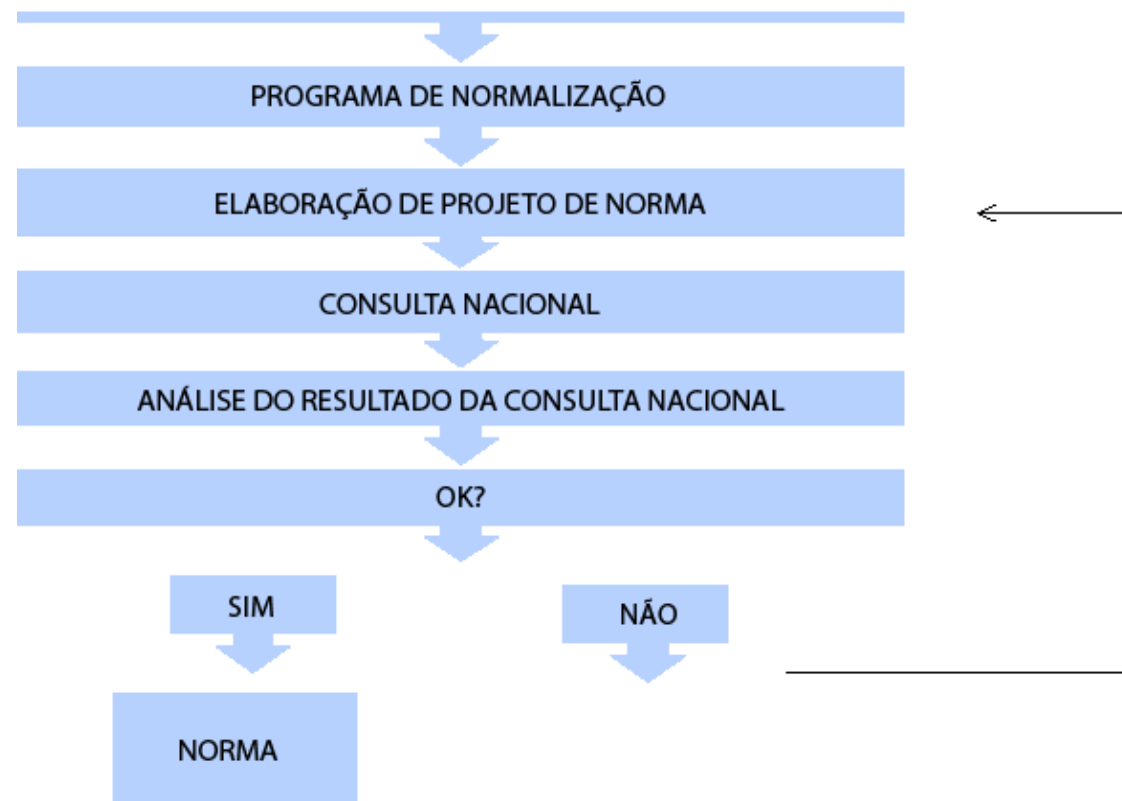 PROGRAMA DE NORMALIZAÇÃO
ELABORAÇÃO DE PROJETO DE NORMA
CONSULTA NACIONAL
ANÁLISE DO RESULTADO DA CONSULTA NACIONAL
OK?
SIM
NÃO
NORMA